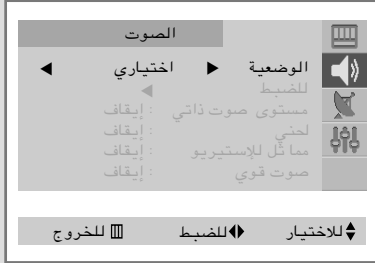 الصوت
الوضعية ◀ اختياري ▶
للضبط ◀
مستوى صوت ذاتي : إيقاف
لحني : إيقاف
مماثل للإستيريو : إيقاف
صوت قوي : إيقاف
للاختيار للضبط للخروج